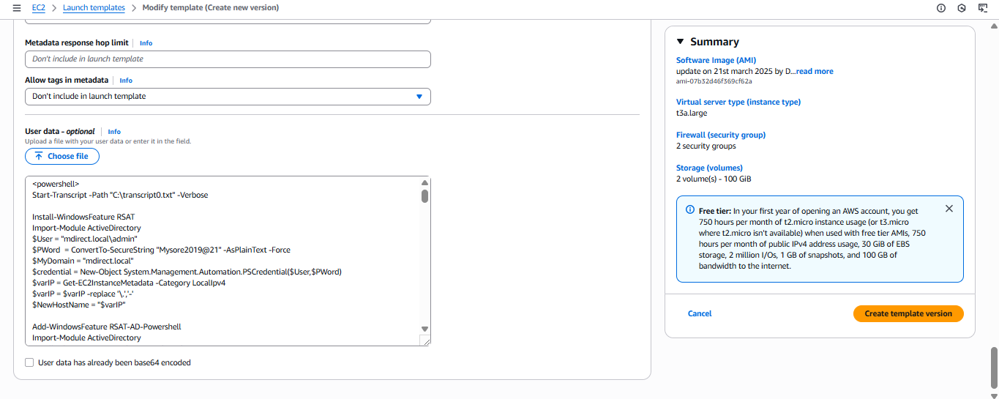 EC2 > Launch templates > Modify template (Create new version)
Metadata response hop limit | Info
Don't include in launch template
Allow tags in metadata | Info
Don't include in launch template
User data - optional | Info
Upload a file with your user data or enter it in the field.
Choose file
<powershell>
Start-Transcript -Path "C:\transcript0.txt" -Verbose
Install-WindowsFeature RSAT
Import-Module ActiveDirectory
$User = "mdirect.local\admin"
$PWord  = ConvertTo-SecureString "Mysore2019@21" -AsPlainText -Force
$MyDomain = "mdirect.local"
$credential = New-Object System.Management.Automation.PSCredential($User,$PWord)
$varIP = Get-EC2InstanceMetadata -Category LocalIpv4
$varIP = $varIP -replace '\.','-'
$NewHostName = "$varIP"
Add-WindowsFeature RSAT-AD-Powershell
Import-Module ActiveDirectory
User data has already been base64 encoded
Summary
Software Image (AMI)
update on 21st march 2025 by D...read more
ami-07b32d46f369cf62a
Virtual server type (instance type)
t3a.large
Firewall (security group)
2 security groups
Storage (volumes)
2 volume(s) - 100 GiB
Free tier: In your first year of opening an AWS account, you get
750 hours per month of t2.micro instance usage (or t3.micro
where t2.micro isn't available) when used with free tier AMIs, 750
hours per month of public IPv4 address usage, 30 GiB of EBS
storage, 2 million I/Os, 1 GB of snapshots, and 100 GB of
bandwidth to the internet.
Cancel
Create template version